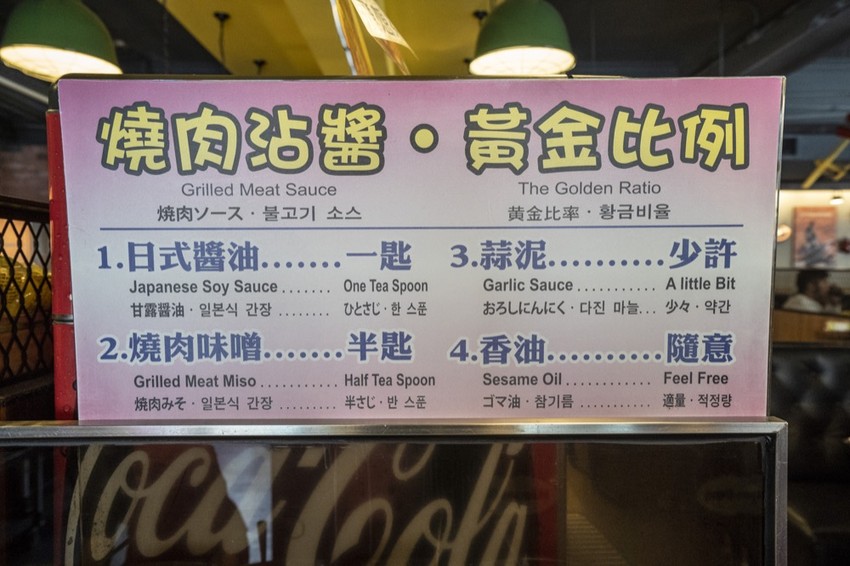 燒肉沾醬・黃金比例
Grilled Meat Sauce
The Golden Ratio
燒肉ソース・불고기 소스
黃金比率・황금비율
1.日式醬油.......一匙
Japanese Soy Sauce ....... One Tea Spoon
甘露醤油・일본식 간장 ........ ひとさじ・한 스푼
2.燒肉味噌.......半匙
Grilled Meat Miso ........... Half Tea Spoon
燒肉みそ・일본식 간장 ......... 半さじ・반 스푼
3.蒜泥..........少許
Garlic Sauce ........... A little Bit
おろしにんにく・다진 마늘... 少々・약간
4.香油..........隨意
Sesame Oil ............ Feel Free
ゴマ油・참기름 ........... 適量・적정량
Coca-Cola